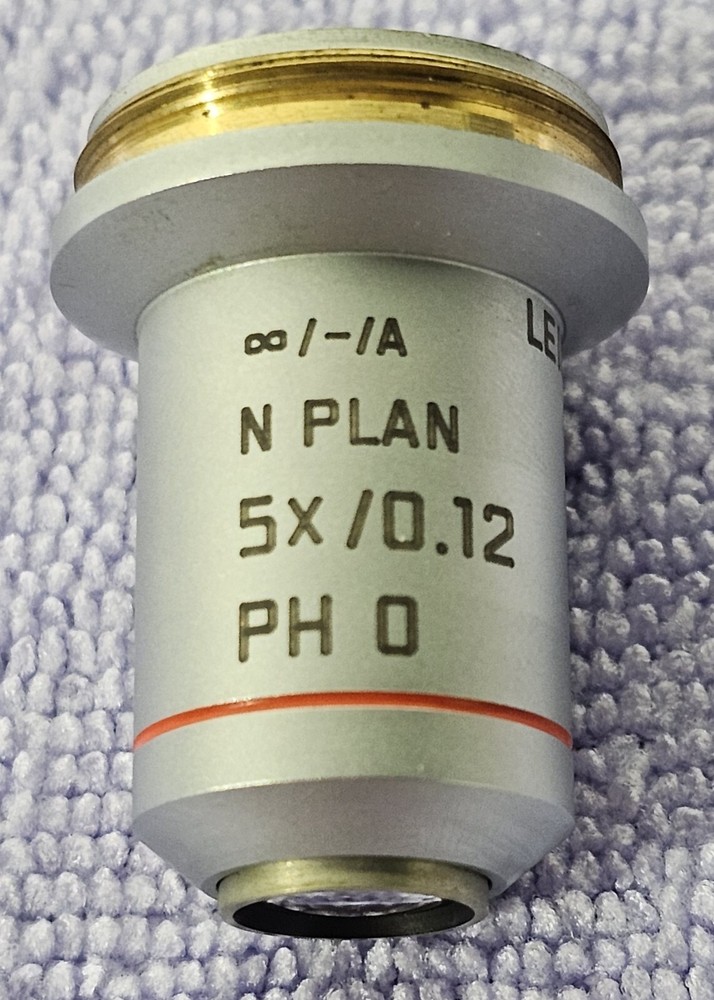 ∞/-/A
N PLAN
5x/0.12
PH 0